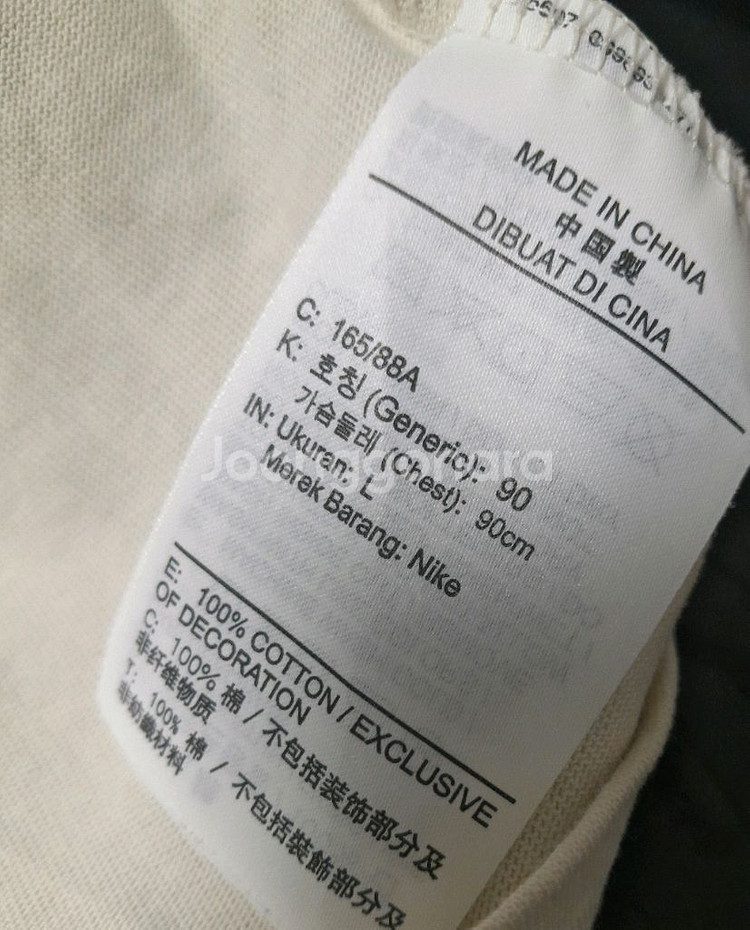 MADE IN CHINA
中国製
DIBUAT DI CINA
C: 165/88A
K: 호칭 (Generic): 90
가슴둘레 (Chest): 90cm
IN: Ukuran: L
Merek Barang: Nike
E: 100% COTTON / EXCLUSIVE
OF DECORATION
C: 100% 棉 / 不包括装饰部分及
非纤维物质
T: 100% 棉 / 不包括裝飾部分及
非紡織材料
Joonggonara